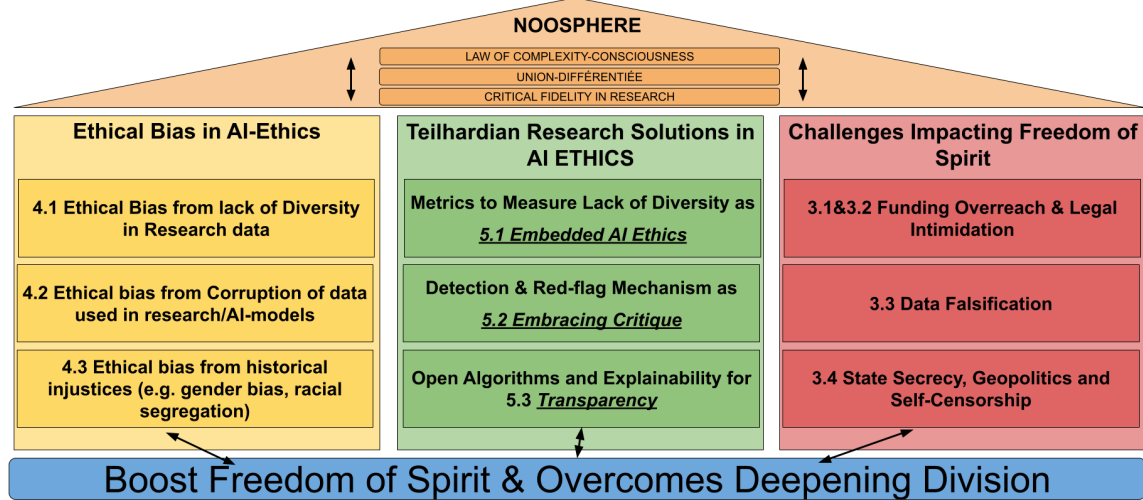 NOOSPHERE
LAW OF COMPLEXITY-CONSCIOUSNESS
UNION-DIFFÉRENTIÉE
CRITICAL FIDELITY IN RESEARCH
Ethical Bias in AI-Ethics
4.1 Ethical Bias from lack of Diversity
in Research data
4.2 Ethical bias from Corruption of data
used in research/AI-models
4.3 Ethical bias from historical
injustices (e.g. gender bias, racial
segregation)
Teilhardian Research Solutions in
AI ETHICS
Metrics to Measure Lack of Diversity as
5.1 Embedded AI Ethics
Detection & Red-flag Mechanism as
5.2 Embracing Critique
Open Algorithms and Explainability for
5.3 Transparency
Challenges Impacting Freedom of
Spirit
3.1&3.2 Funding Overreach & Legal
Intimidation
3.3 Data Falsification
3.4 State Secrecy, Geopolitics and
Self-Censorship
Boost Freedom of Spirit & Overcomes Deepening Division